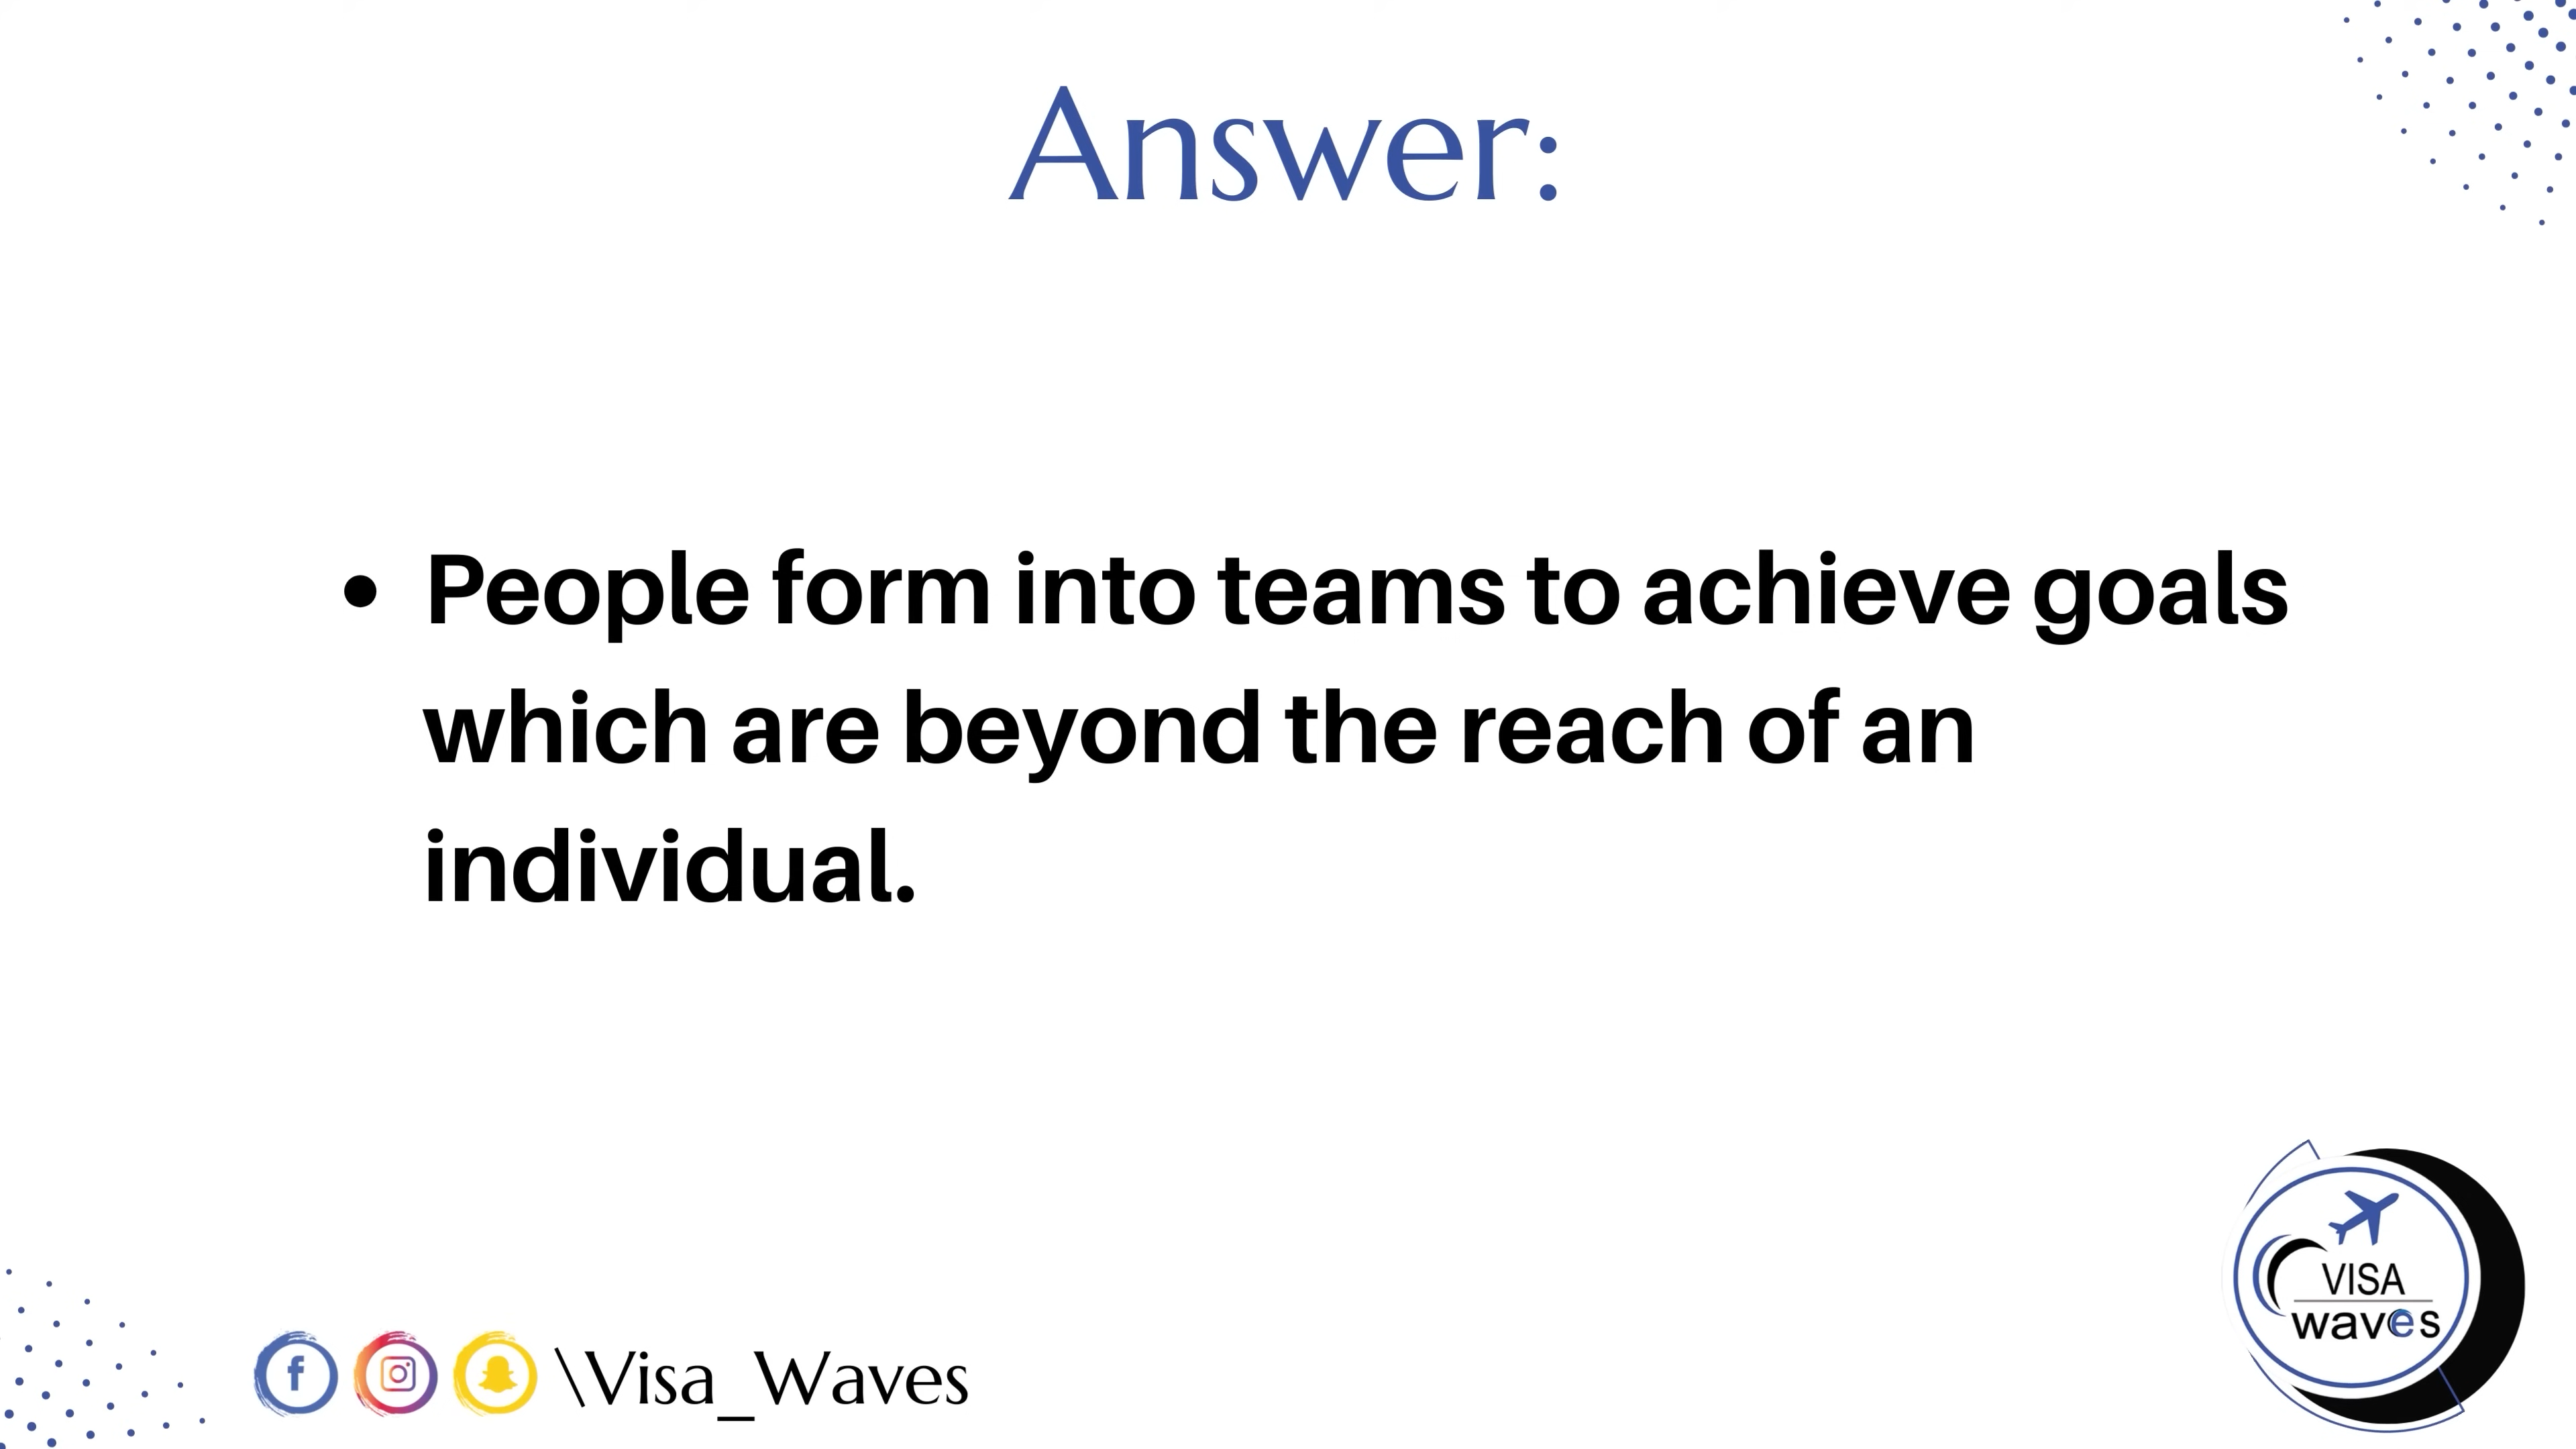 Answer:
• People form into teams to achieve goals
which are beyond the reach of an
individual.
\Visa_Waves
VISA
waves